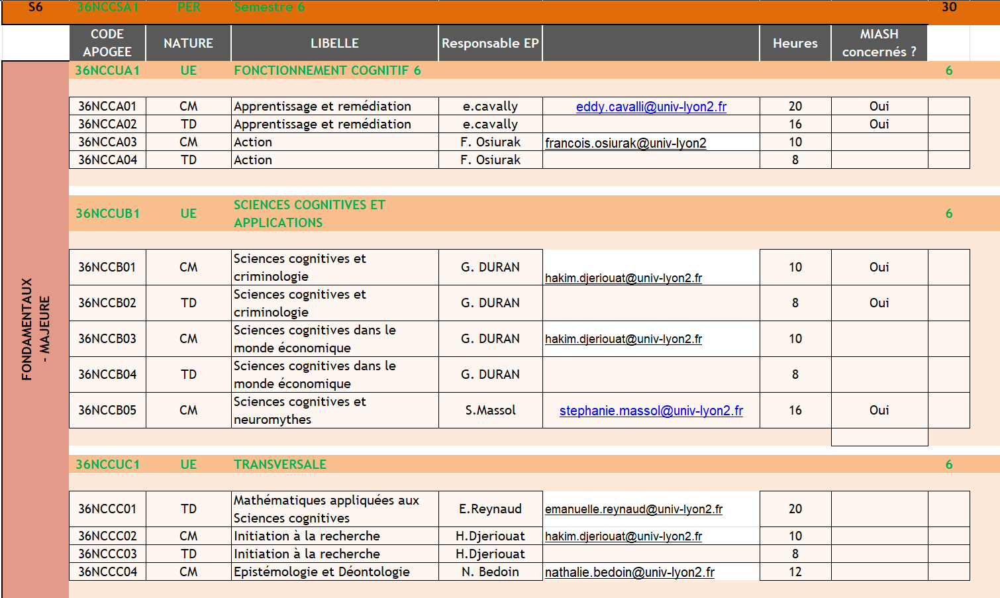 S6 36NCCSA1 PER Semestre 6 30
CODE APOGEE NATURE LIBELLE Responsable EP Heures MIASH concernés ?
36NCCUA1 UE FONCTIONNEMENT COGNITIF 6 6
36NCCA01 CM Apprentissage et remédiation e.cavally eddy.cavalli@univ-lyon2.fr 20 Oui
36NCCA02 TD Apprentissage et remédiation e.cavally 16 Oui
36NCCA03 CM Action F. Osiurak francois.osiurak@univ-lyon2 10
36NCCA04 TD Action F. Osiurak 8
36NCCUB1 UE SCIENCES COGNITIVES ET APPLICATIONS 6
36NCCB01 CM Sciences cognitives et criminologie G. DURAN hakim.djeriouat@univ-lyon2.fr 10 Oui
36NCCB02 TD Sciences cognitives et criminologie G. DURAN 8 Oui
36NCCB03 CM Sciences cognitives dans le monde économique G. DURAN hakim.djeriouat@univ-lyon2.fr 10
36NCCB04 TD Sciences cognitives dans le monde économique G. DURAN 8
36NCCB05 CM Sciences cognitives et neuromythes S.Massol stephanie.massol@univ-lyon2.fr 16 Oui
FONDAMENTAUX - MAJEURE
36NCCUC1 UE TRANSVERSALE 6
36NCCC01 TD Mathématiques appliquées aux Sciences cognitives E.Reynaud emanuelle.reynaud@univ-lyon2.fr 20
36NCCC02 CM Initiation à la recherche H.Djeriouat hakim.djeriouat@univ-lyon2.fr 10
36NCCC03 TD Initiation à la recherche H.Djeriouat 8
36NCCC04 CM Epistémologie et Déontologie N. Bedoin nathalie.bedoin@univ-lyon2.fr 12